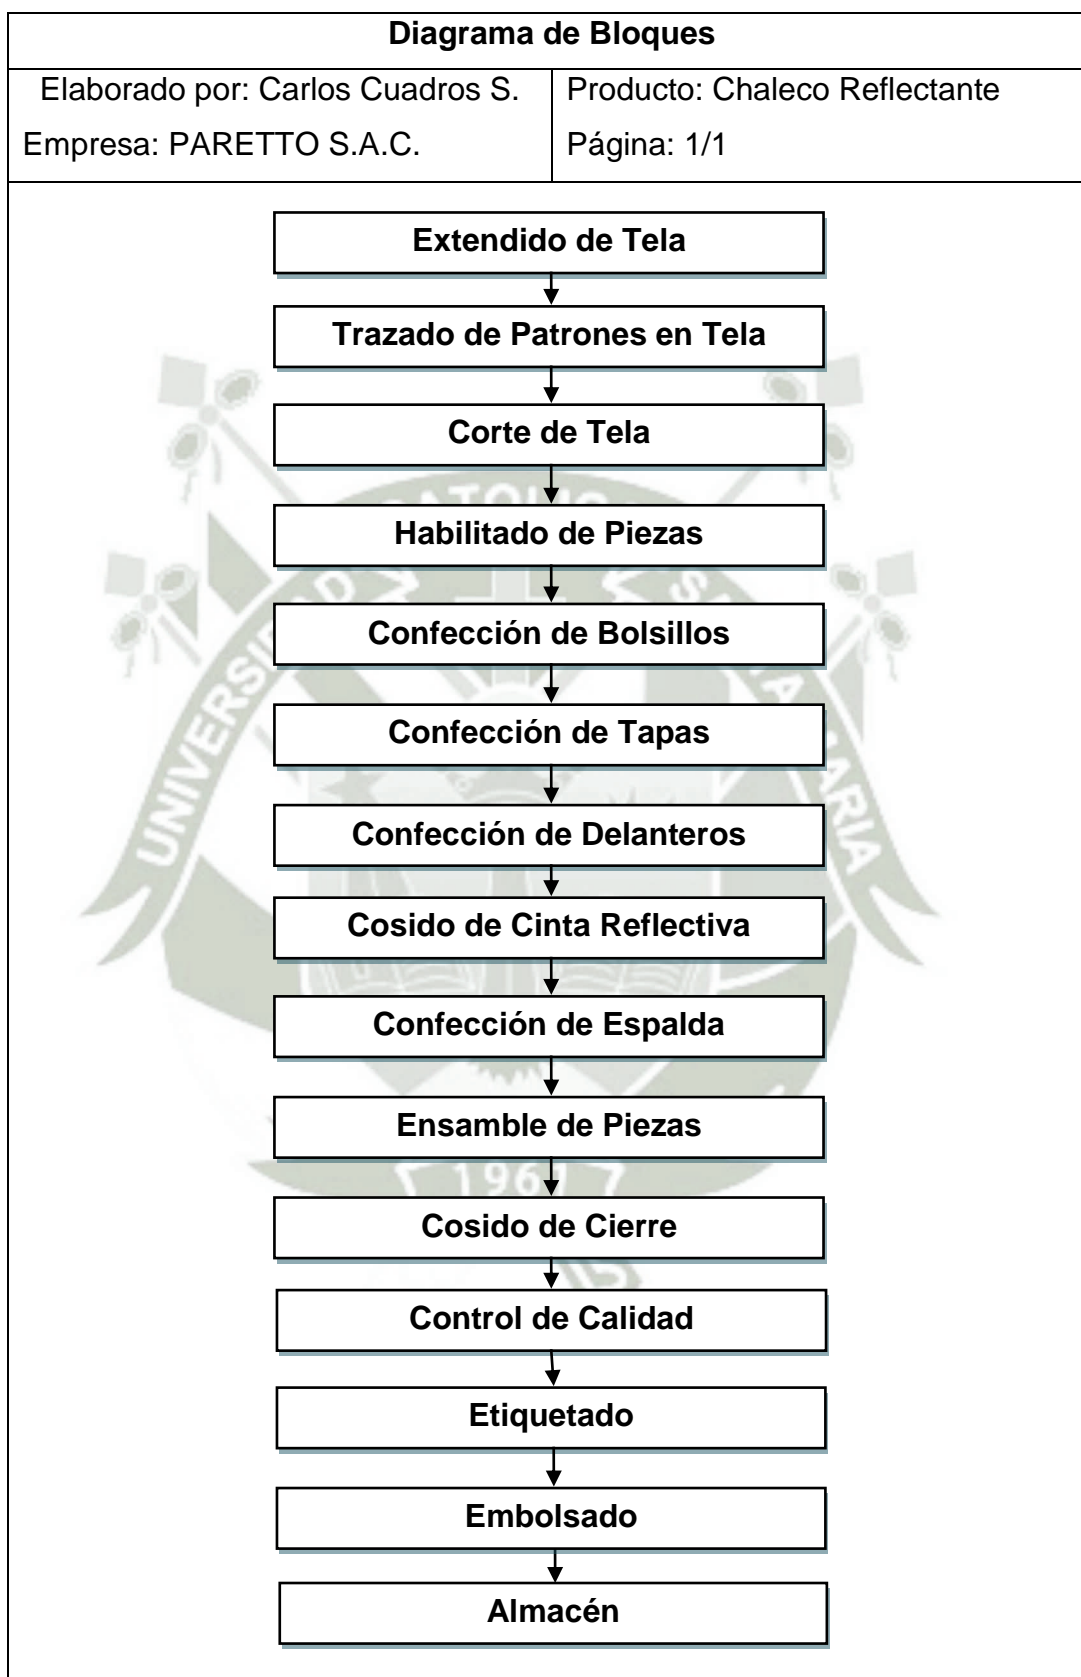 Diagrama de Bloques
Elaborado por: Carlos Cuadros S.
Empresa: PARETTO S.A.C.
Producto: Chaleco Reflectante
Página: 1/1
Extendido de Tela
Trazado de Patrones en Tela
Corte de Tela
Habilitado de Piezas
Confección de Bolsillos
Confección de Tapas
Confección de Delanteros
Cosido de Cinta Reflectiva
Confección de Espalda
Ensamble de Piezas
Cosido de Cierre
Control de Calidad
Etiquetado
Embolsado
Almacén
UNIVERSIDAD
MARIA
1961